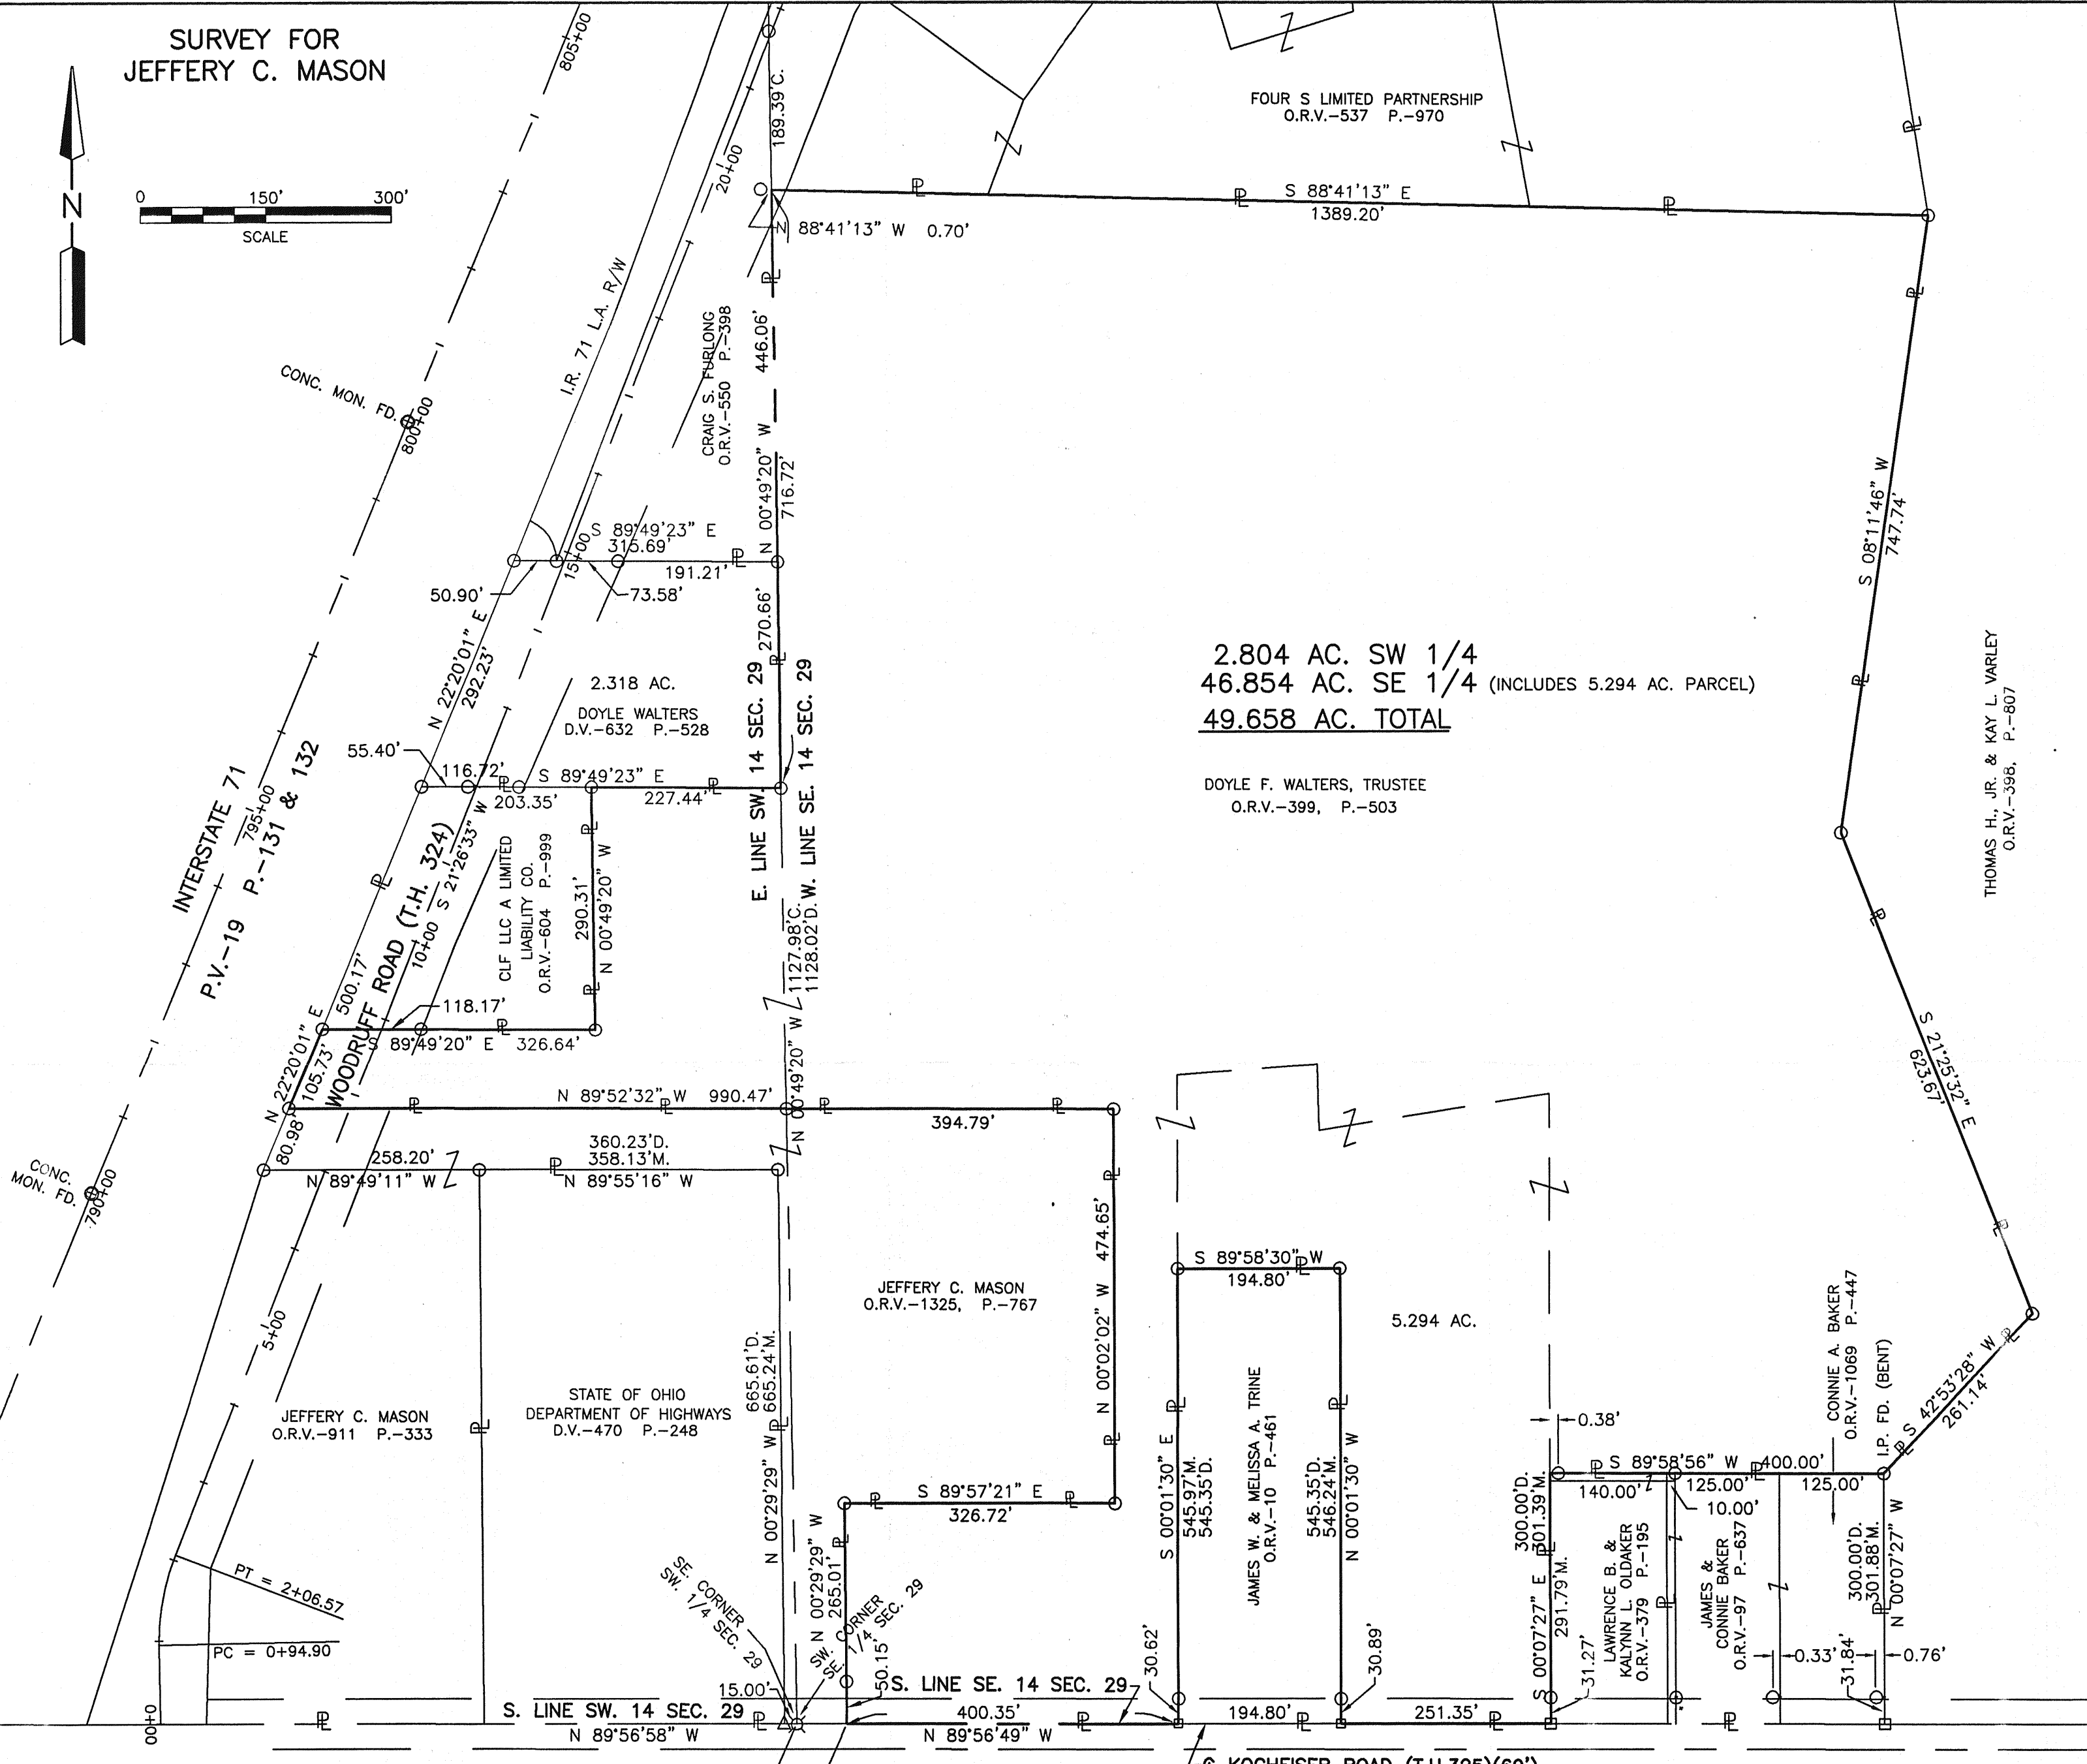 SURVEY FOR
JEFFERY C. MASON
N
0 150' 300'
SCALE
805+00
189.39'C.
20+00
FOUR S LIMITED PARTNERSHIP
O.R.V.-537 P.-970
S 88°41'13" E
1389.20'
N 88°41'13" W 0.70'
I.R. 71 L.A. R/W
CONC. MON. FD.
800+00
CRAIG S. FURLONG
O.R.V.-550 P.-398
446.06'
N 00°49'20" W
716.72'
S 89°49'23" E
315.69'
15+00
191.21'
50.90'
73.58'
270.66'
N 22°20'01" E
292.23'
S 08°11'46" W
747.74'
2.318 AC.
DOYLE WALTERS
D.V.-632 P.-528
2.804 AC. SW 1/4
46.854 AC. SE 1/4 (INCLUDES 5.294 AC. PARCEL)
49.658 AC. TOTAL
DOYLE F. WALTERS, TRUSTEE
O.R.V.-399, P.-503
THOMAS H., JR. & KAY L. VARLEY
O.R.V.-398, P.-807
E. LINE SW. 14 SEC. 29
W. LINE SE. 14 SEC. 29
55.40'
116.72'
S 89°49'23" E
203.35'
227.44'
INTERSTATE 71
795+00
P.V.-19 P.-131 & 132
WOODRUFF ROAD (T.H. 324)
S 21°26'33" W
10+00
500.17'
CLF LLC A LIMITED
LIABILITY CO.
O.R.V.-604 P.-999
290.31'
N 00°49'20" W
1127.98'C.
1128.02'D.
N 00°49'20" W
118.17'
S 89°49'20" E 326.64'
N 22°20'01" E
105.73'
N 89°52'32" W 990.47'
394.79'
80.98'
360.23'D.
258.20'
358.13'M.
N 89°49'11" W
N 89°55'16" W
CONC.
MON. FD.
790+00
S 21°25'32" E
623.67'
474.65'
N 00°02'02" W
S 89°58'30" W
194.80'
JEFFERY C. MASON
O.R.V.-1325, P.-767
5.294 AC.
5+00
665.61'D.
665.24'M.
N 00°29'29" W
JEFFERY C. MASON
O.R.V.-911 P.-333
STATE OF OHIO
DEPARTMENT OF HIGHWAYS
D.V.-470 P.-248
JAMES W. & MELISSA A. TRINE
O.R.V.-10 P.-461
S 00°01'30" E
545.97'M.
545.35'D.
545.35'D.
546.24'M.
N 00°01'30" W
CONNIE A. BAKER
O.R.V.-1069 P.-447
I.P. FD. (BENT)
S 42°53'28" W
261.14'
0.38'
S 89°58'56" W 400.00'
140.00'
125.00'
125.00'
10.00'
S 89°57'21" E
326.72'
N 00°29'29" W
265.01'
300.00'D.
301.39'M.
S 00°07'27" E
291.79'M.
LAWRENCE B. &
KALYNN L. OLDAKER
O.R.V.-379 P.-195
JAMES &
CONNIE BAKER
O.R.V.-97 P.-637
300.00'D.
301.88'M.
N 00°07'27" W
PT = 2+06.57
PC = 0+94.90
SE. CORNER
SW. 1/4 SEC. 29
SW. CORNER
SE. 1/4 SEC. 29
50.15'
30.62'
30.89'
31.27'
0.33'
31.84'
0.76'
15.00'
S. LINE SW. 14 SEC. 29
S. LINE SE. 14 SEC. 29
00+0
N 89°56'58" W
400.35'
N 89°56'49" W
194.80'
251.35'
KOCHEISER ROAD (T.H.395)(60')